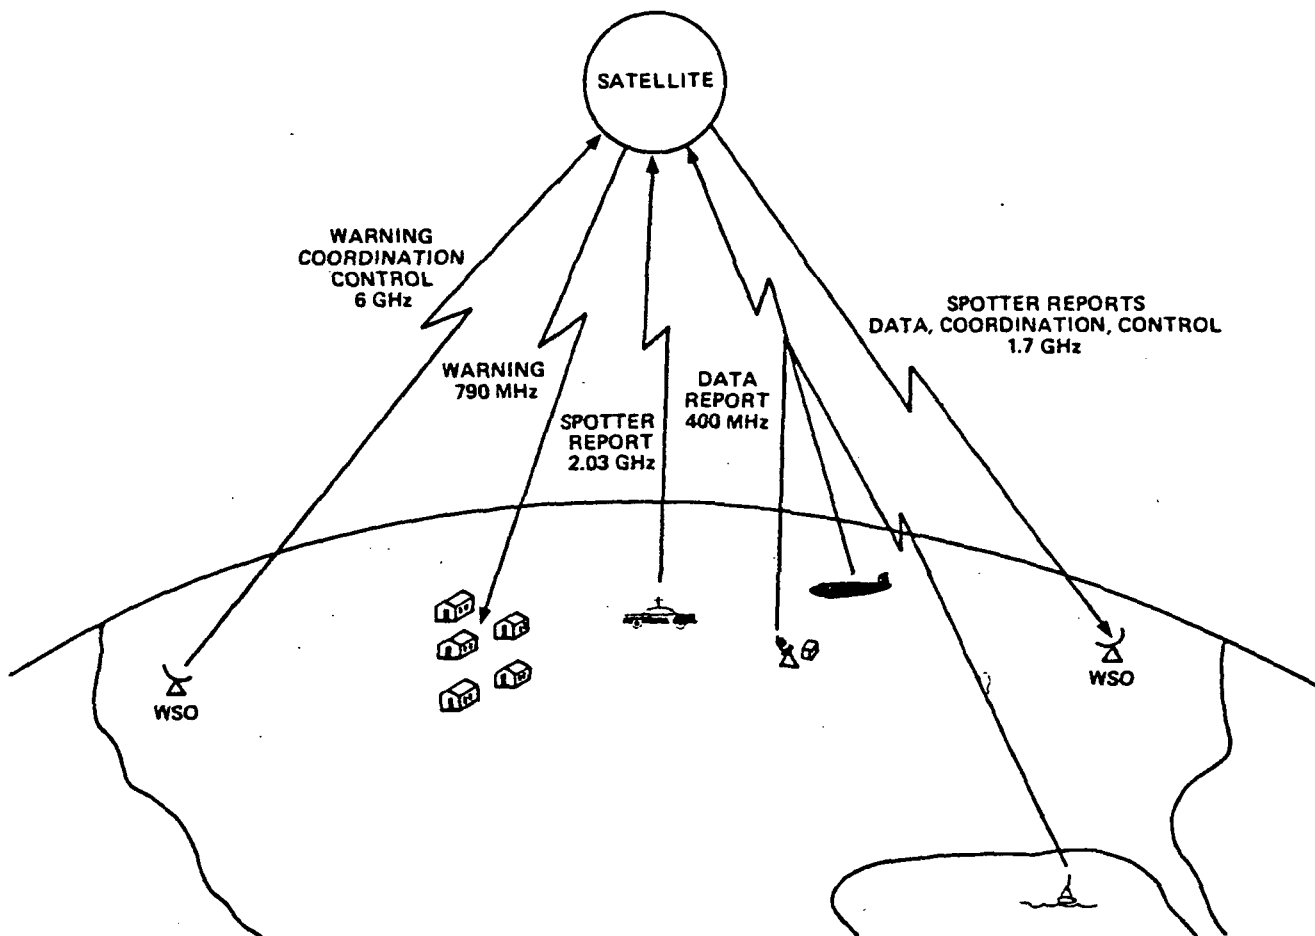 SATELLITE
WARNING
COORDINATION
CONTROL
6 GHz
WARNING
790 MHz
SPOTTER
REPORT
2.03 GHz
DATA
REPORT
400 MHz
SPOTTER REPORTS
DATA, COORDINATION, CONTROL
1.7 GHz
WSO
WSO